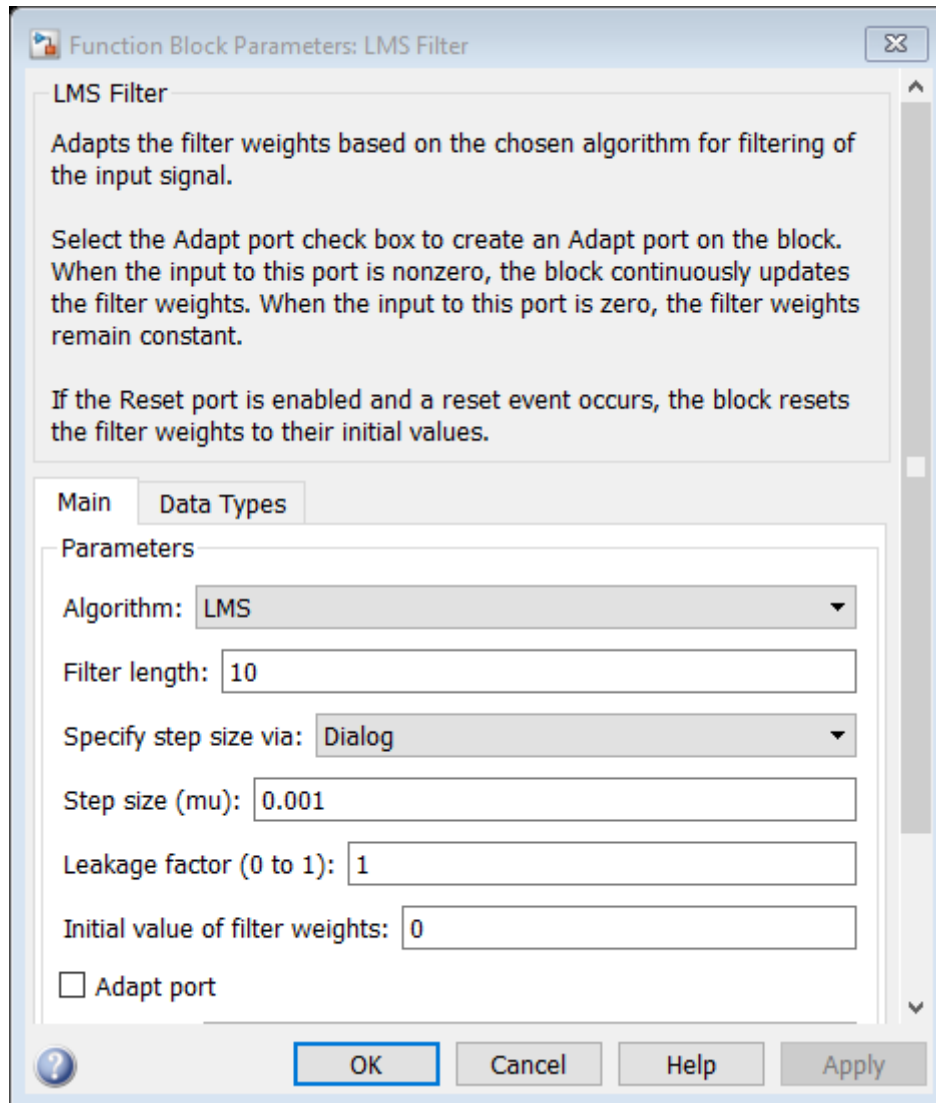 Function Block Parameters: LMS Filter
LMS Filter
Adapts the filter weights based on the chosen algorithm for filtering of
the input signal.
Select the Adapt port check box to create an Adapt port on the block.
When the input to this port is nonzero, the block continuously updates
the filter weights. When the input to this port is zero, the filter weights
remain constant.
If the Reset port is enabled and a reset event occurs, the block resets
the filter weights to their initial values.
Main Data Types
Parameters
Algorithm: LMS
Filter length: 10
Specify step size via: Dialog
Step size (mu): 0.001
Leakage factor (0 to 1): 1
Initial value of filter weights: 0
Adapt port
? OK Cancel Help Apply